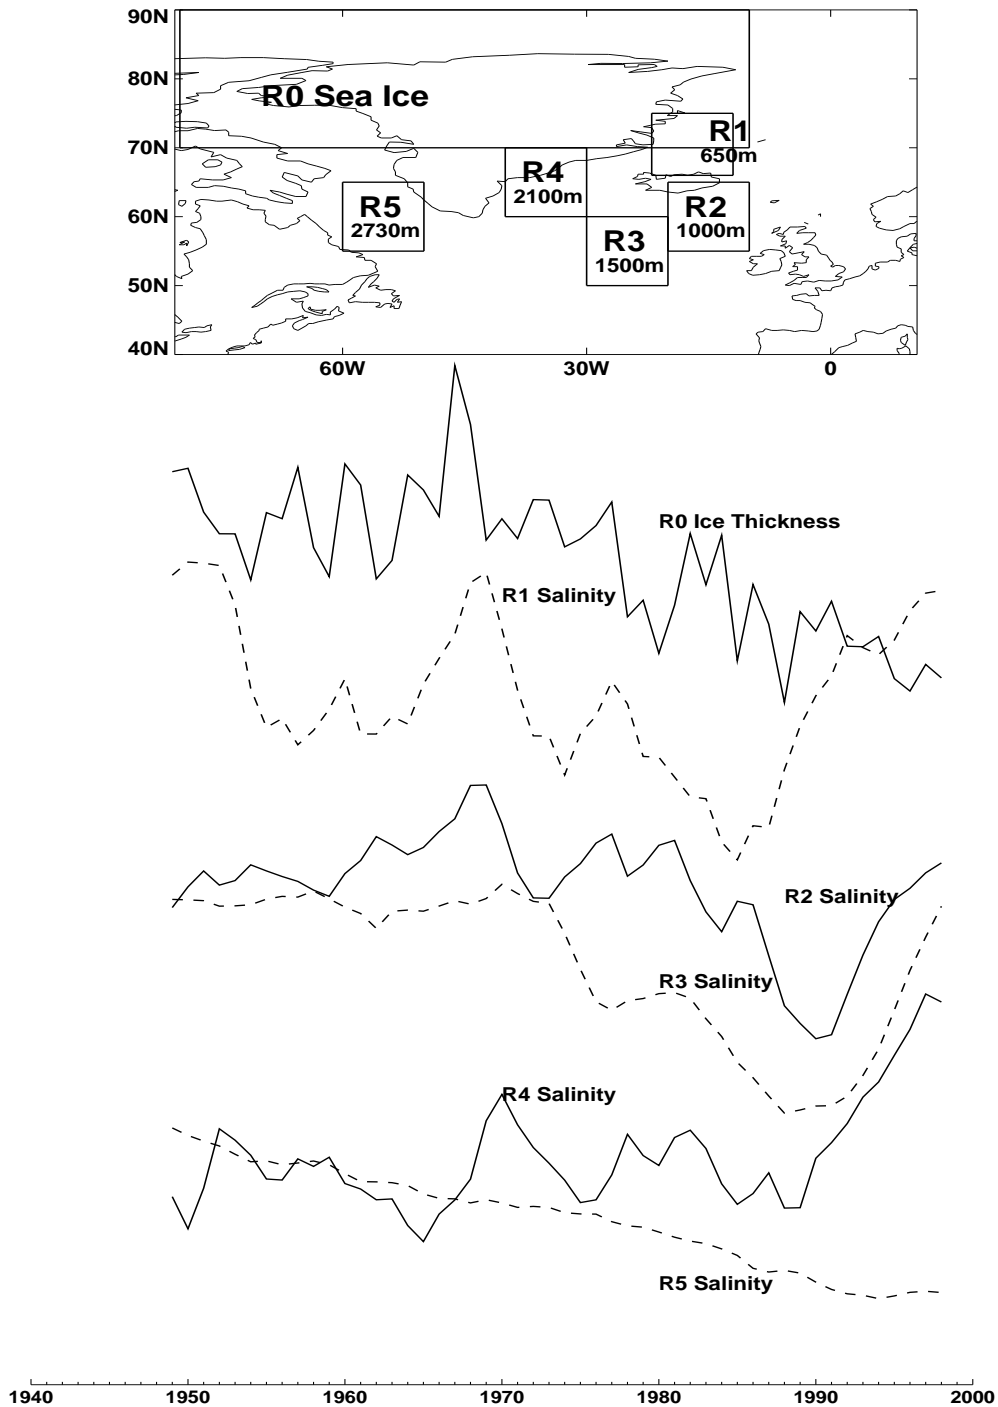 90N
80N
R0 Sea Ice
R1
70N
650m
R4
2100m
R5
R2
60N
2730m
1000m
R3
1500m
50N
40N
60W 30W 0
R0 Ice Thickness
R1 Salinity
R2 Salinity
R3 Salinity
R4 Salinity
R5 Salinity
1940 1950 1960 1970 1980 1990 2000